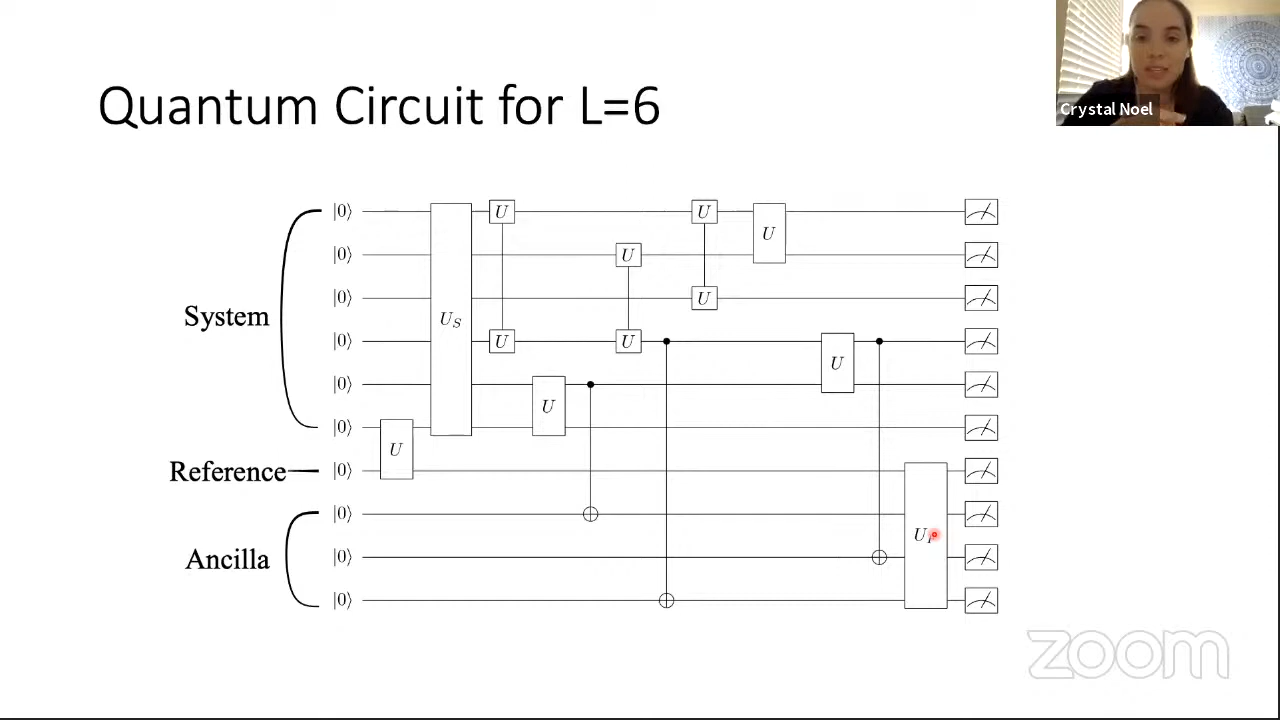 Crystal Noel
Quantum Circuit for L=6
|0⟩ U U U
|0⟩ U
|0⟩ U
System U_S
|0⟩ U U U
|0⟩ U
|0⟩ U
Reference |0⟩
|0⟩
Ancilla |0⟩
|0⟩
zoom